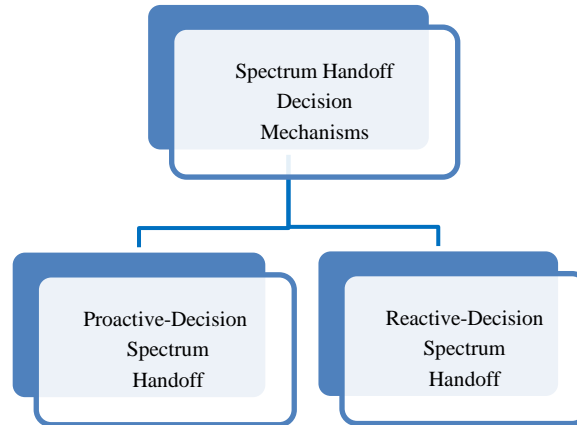 Spectrum Handoff
Decision
Mechanisms
Proactive-Decision
Spectrum
Handoff
Reactive-Decision
Spectrum
Handoff